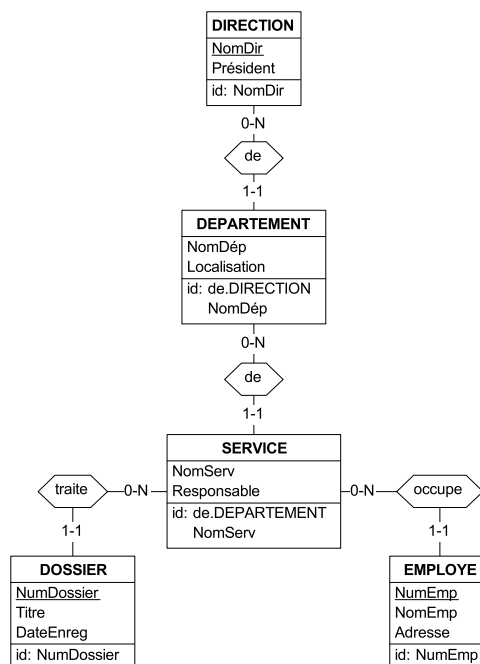 DIRECTION
NomDir
Président
id: NomDir
0-N
de
1-1
DEPARTEMENT
NomDép
Localisation
id: de.DIRECTION
NomDép
0-N
de
1-1
SERVICE
NomServ
Responsable
id: de.DEPARTEMENT
NomServ
traite
0-N
0-N
occupe
1-1
1-1
DOSSIER
NumDossier
Titre
DateEnreg
id: NumDossier
EMPLOYE
NumEmp
NomEmp
Adresse
id: NumEmp